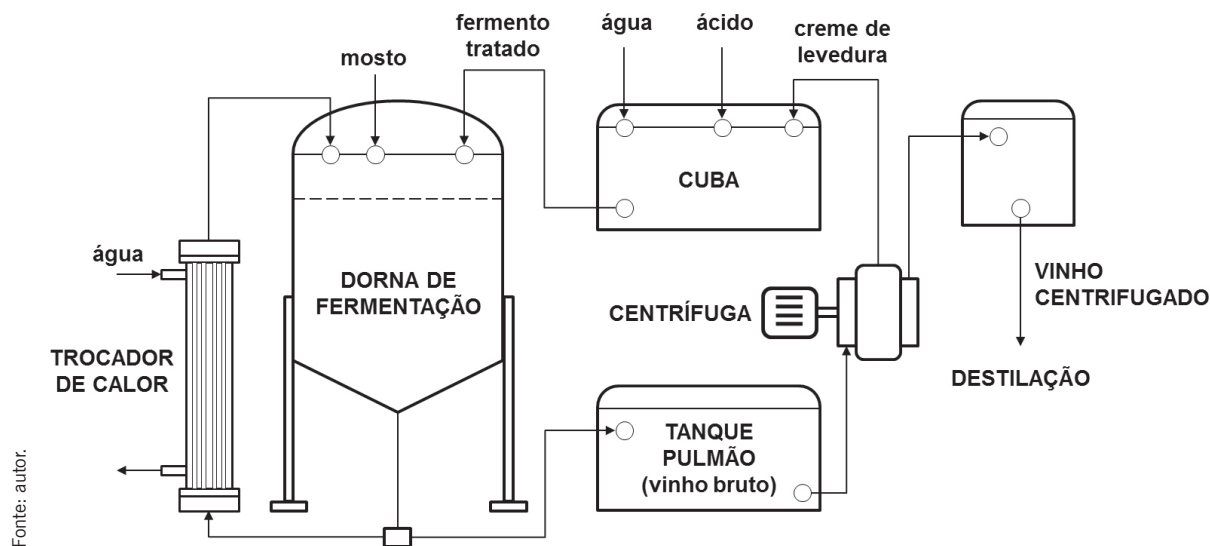 mosto
fermento
tratado
água
ácido
creme de
levedura
CUBA
água
DORNA DE
FERMENTAÇÃO
CENTRÍFUGA
VINHO
CENTRIFUGADO
TROCADOR
DE CALOR
DESTILAÇÃO
TANQUE
PULMÃO
(vinho bruto)
Fonte: autor.